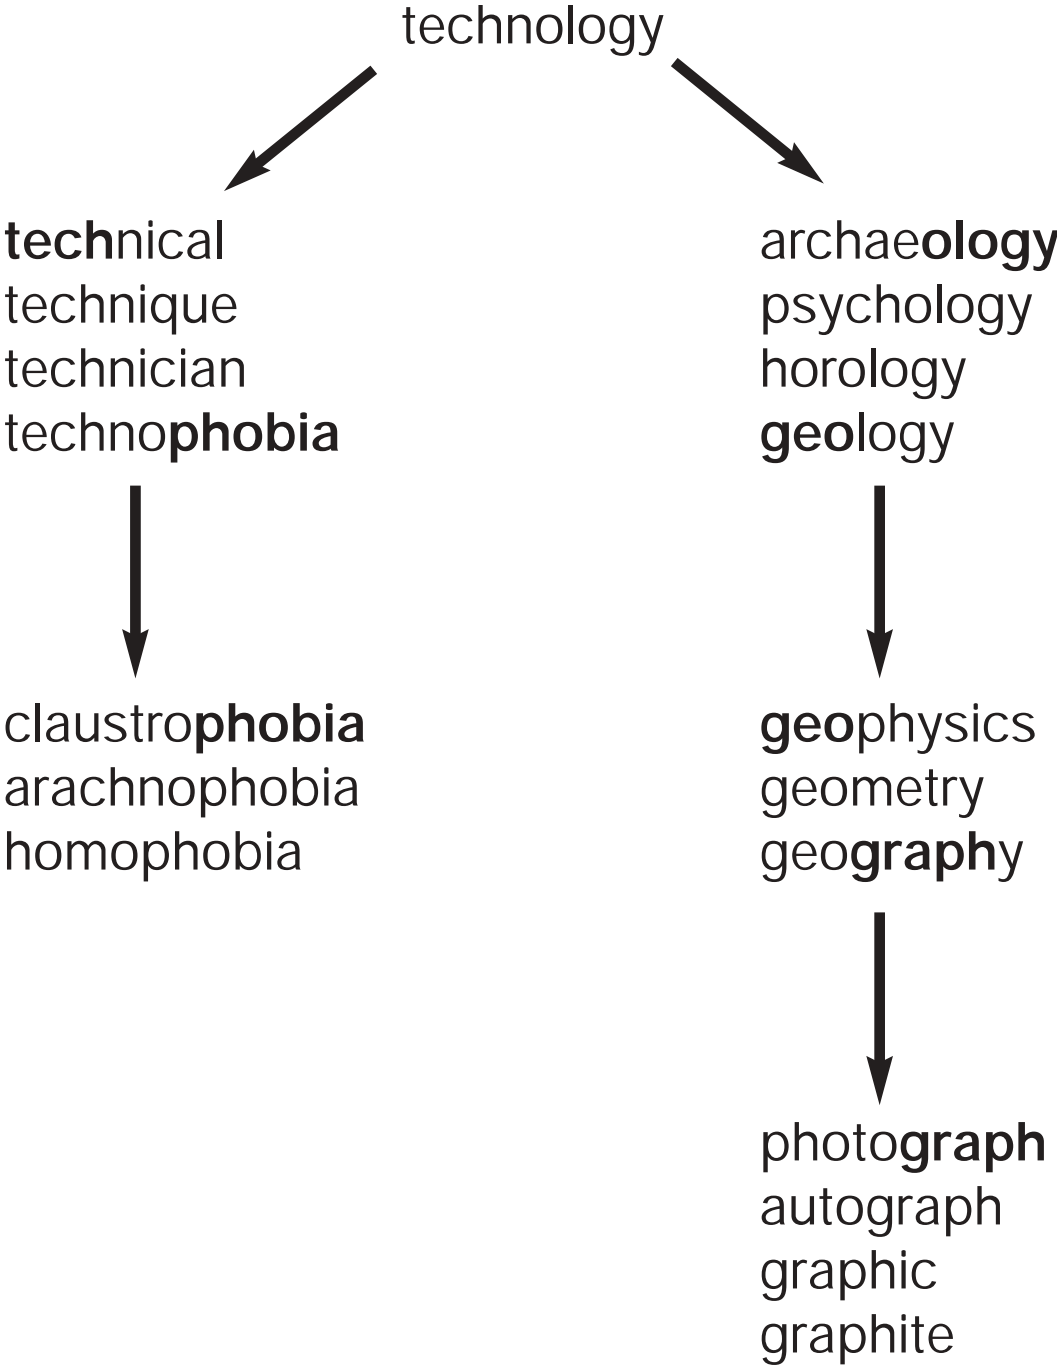 technology
technical
technique
technician
technophobia
archaeology
psychology
horology
geology
claustrophobia
arachnophobia
homophobia
geophysics
geometry
geography
photograph
autograph
graphic
graphite